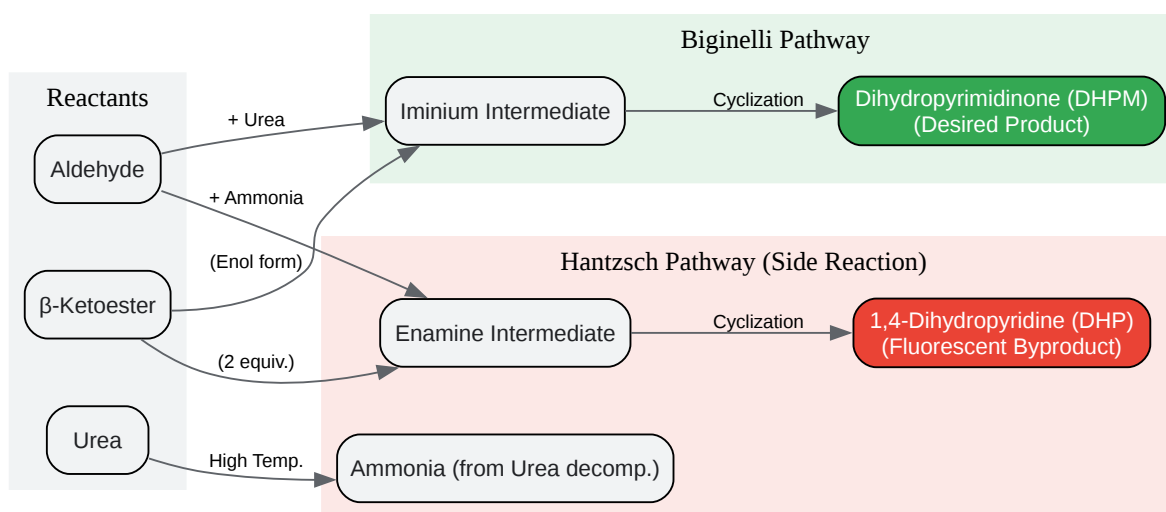 Biginelli Pathway
Reactants
Iminium Intermediate
Cyclization
Dihydropyrimidinone (DHPM)
(Desired Product)
+ Urea
Aldehyde
+ Ammonia
(Enol form)
Hantzsch Pathway (Side Reaction)
β-Ketoester
Enamine Intermediate
Cyclization
1,4-Dihydropyridine (DHP)
(Fluorescent Byproduct)
(2 equiv.)
Urea
High Temp.
Ammonia (from Urea decomp.)